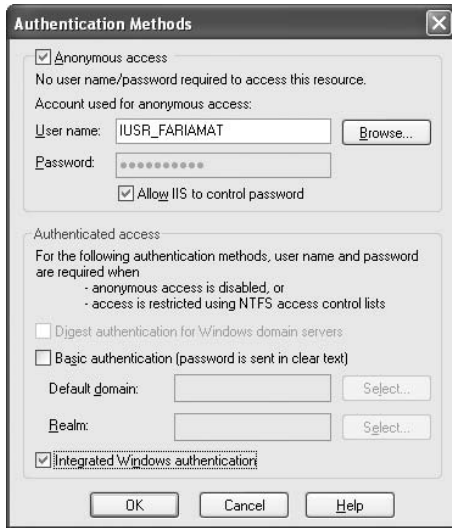 Authentication Methods
Anonymous access
No user name/password required to access this resource.
Account used for anonymous access:
User name: IUSR_FARIAMAT Browse...
Password: ●●●●●●●●●●
Allow IIS to control password
Authenticated access
For the following authentication methods, user name and password
are required when
- anonymous access is disabled, or
- access is restricted using NTFS access control lists
Digest authentication for Windows domain servers
Basic authentication (password is sent in clear text)
Default domain: Select...
Realm: Select...
Integrated Windows authentication
OK Cancel Help